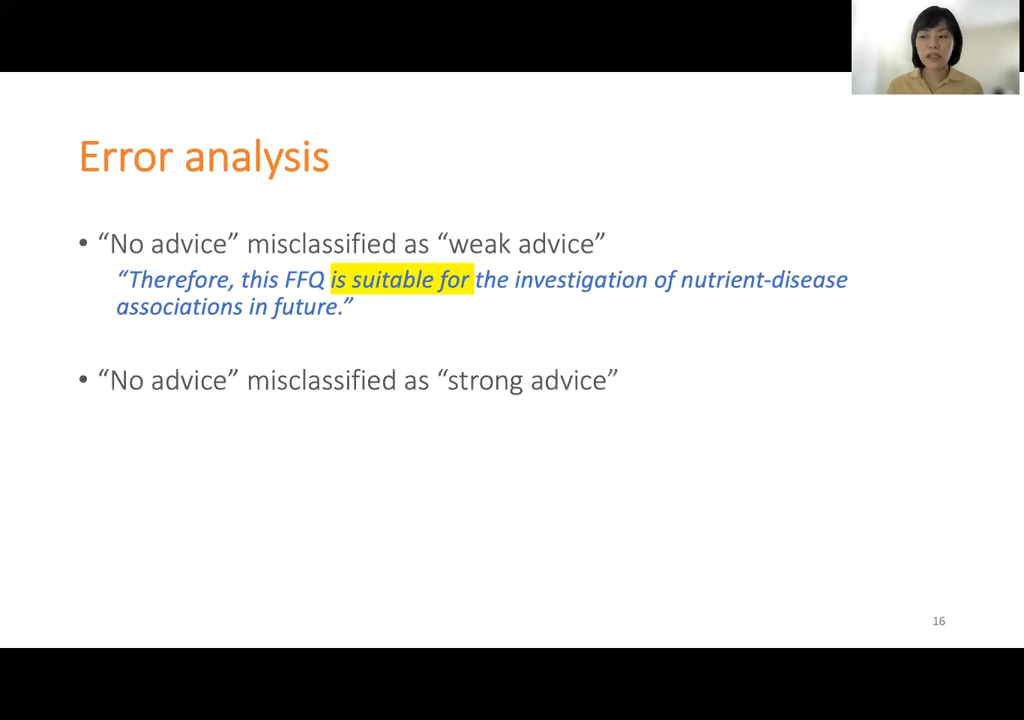 Error analysis
• “No advice” misclassified as “weak advice”
“Therefore, this FFQ is suitable for the investigation of nutrient-disease
associations in future.”
• “No advice” misclassified as “strong advice”
16